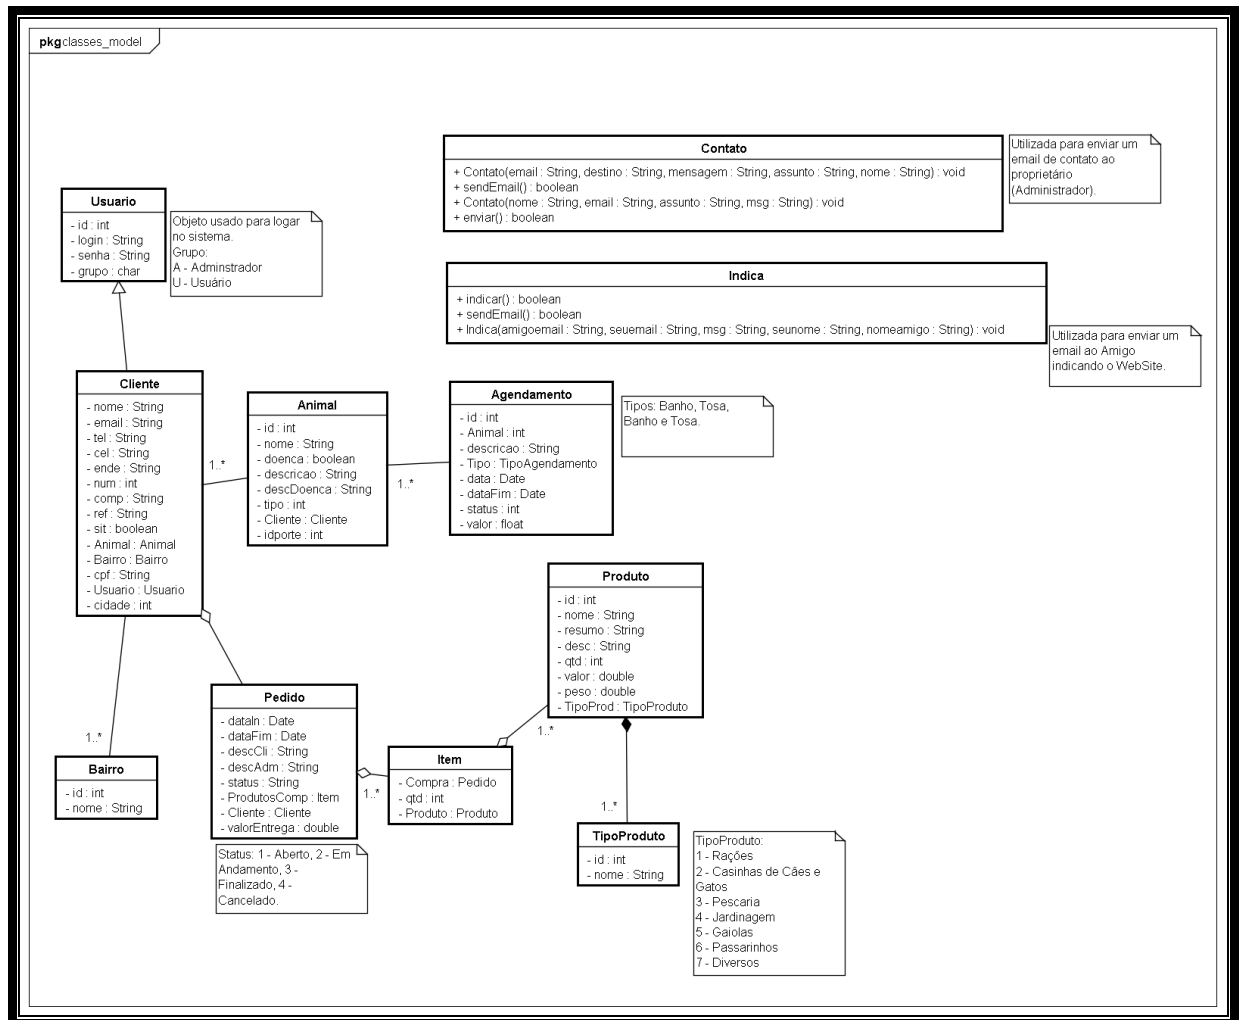 pkgclasses_model
Contato
+ Contato(email : String, destino : String, mensagem : String, assunto : String, nome : String) : void
+ sendEmail() : boolean
+ Contato(nome : String, email : String, assunto : String, msg : String) : void
+ enviar() : boolean
Utilizada para enviar um
email de contato ao
proprietário
(Administrador).
Usuario
- id : int
- login : String
- senha : String
- grupo : char
Objeto usado para logar
no sistema.
Grupo:
A - Adminstrador
U - Usuário
Indica
+ indicar() : boolean
+ sendEmail() : boolean
+ Indica(amigoemail : String, seuemail : String, msg : String, seunome : String, nomeamigo : String) : void
Utilizada para enviar um
email ao Amigo
indicando o WebSite.
Cliente
- nome : String
- email : String
- tel : String
- cel : String
- ende : String
- num : int
- comp : String
- ref : String
- sit : boolean
- Animal : Animal
- Bairro : Bairro
- cpf : String
- Usuario : Usuario
- cidade : int
1..*
Animal
- id : int
- nome : String
- doenca : boolean
- descricao : String
- descDoenca : String
- tipo : int
- Cliente : Cliente
- idporte : int
1..*
Agendamento
- id : int
- Animal : int
- descricao : String
- Tipo : TipoAgendamento
- data : Date
- dataFim : Date
- status : int
- valor : float
Tipos: Banho, Tosa,
Banho e Tosa.
Produto
- id : int
- nome : String
- resumo : String
- desc : String
- qtd : int
- valor : double
- peso : double
- TipoProd : TipoProduto
1..*
Pedido
- dataIn : Date
- dataFim : Date
- descCli : String
- descAdm : String
- status : String
- ProdutosComp : Item
- Cliente : Cliente
- valorEntrega : double
1..*
Item
- Compra : Pedido
- qtd : int
- Produto : Produto
1..*
Bairro
- id : int
- nome : String
1..*
TipoProduto
- id : int
- nome : String
Status: 1 - Aberto, 2 - Em
Andamento, 3 -
Finalizado, 4 -
Cancelado.
TipoProduto:
1 - Rações
2 - Casinhas de Cães e
Gatos
3 - Pescaria
4 - Jardinagem
5 - Gaiolas
6 - Passarinhos
7 - Diversos